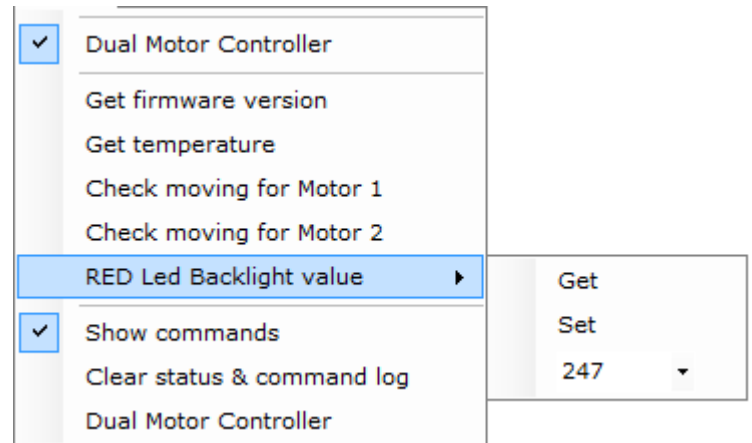 Dual Motor Controller
Get firmware version
Get temperature
Check moving for Motor 1
Check moving for Motor 2
RED Led Backlight value
Get
Set
247
Show commands
Clear status & command log
Dual Motor Controller